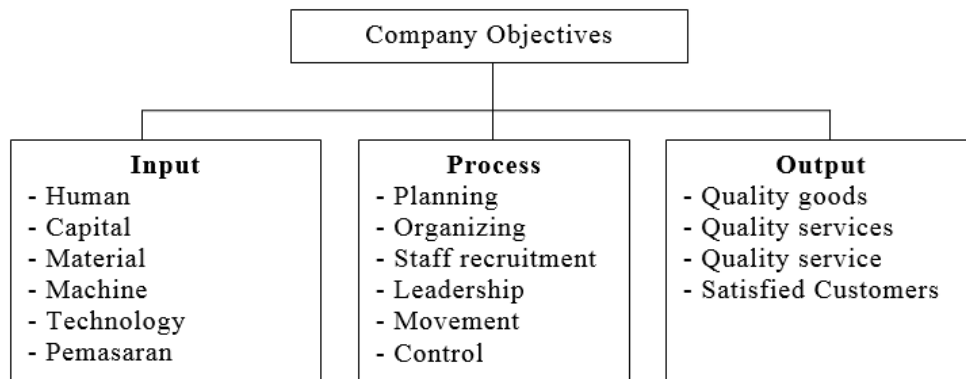 Company Objectives
Input
- Human
- Capital
- Material
- Machine
- Technology
- Pemasaran
Process
- Planning
- Organizing
- Staff recruitment
- Leadership
- Movement
- Control
Output
- Quality goods
- Quality services
- Quality service
- Satisfied Customers